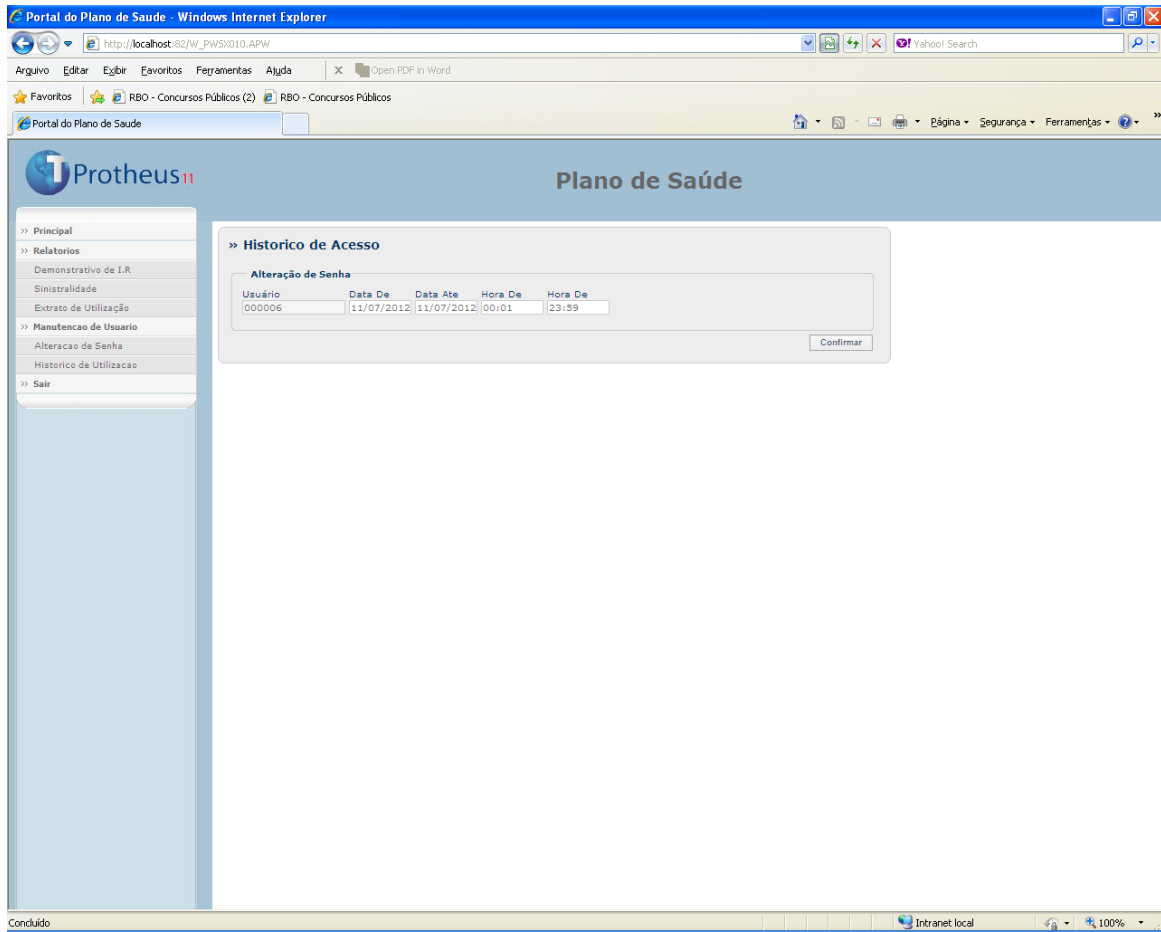 Portal do Plano de Saude - Windows Internet Explorer
http://localhost:82/W_PWSX010.APW
Yahoo! Search
Arquivo Editar Exibir Favoritos Ferramentas Ajuda X Open PDF in Word
Favoritos RBO - Concursos Públicos (2) RBO - Concursos Públicos
Portal do Plano de Saude
Página Segurança Ferramentas »
Protheus 11
Plano de Saúde
» Principal
» Relatorios
Demonstrativo de I.R
Sinistralidade
Extrato de Utilização
» Manutencao de Usuario
Alteracao de Senha
Historico de Utilizacao
» Sair
» Historico de Acesso
Alteração de Senha
Usuário Data De Data Ate Hora De Hora De
000006 11/07/2012 11/07/2012 00:01 23:59
Confirmar
Concluído Intranet local 100%